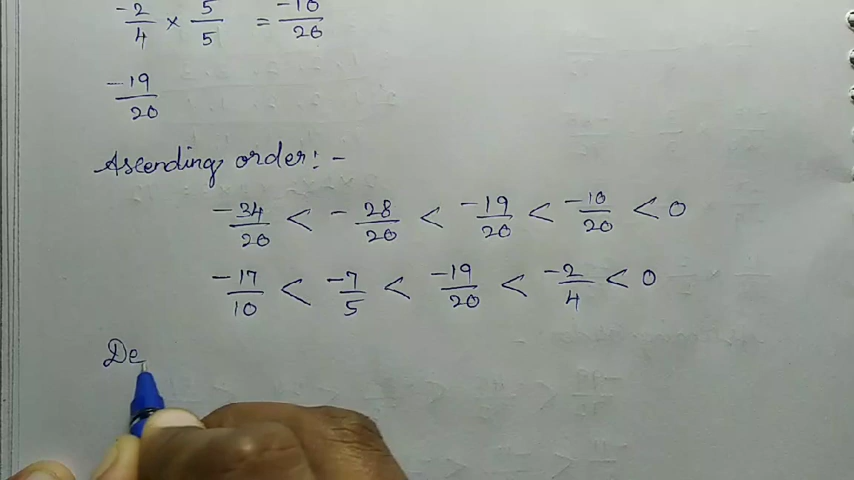 -2/4 × 5/5 = -10/20
-19/20
Ascending order:-
-34/20 < -28/20 < -19/20 < -10/20 < 0
-17/10 < -7/5 < -19/20 < -2/4 < 0
De